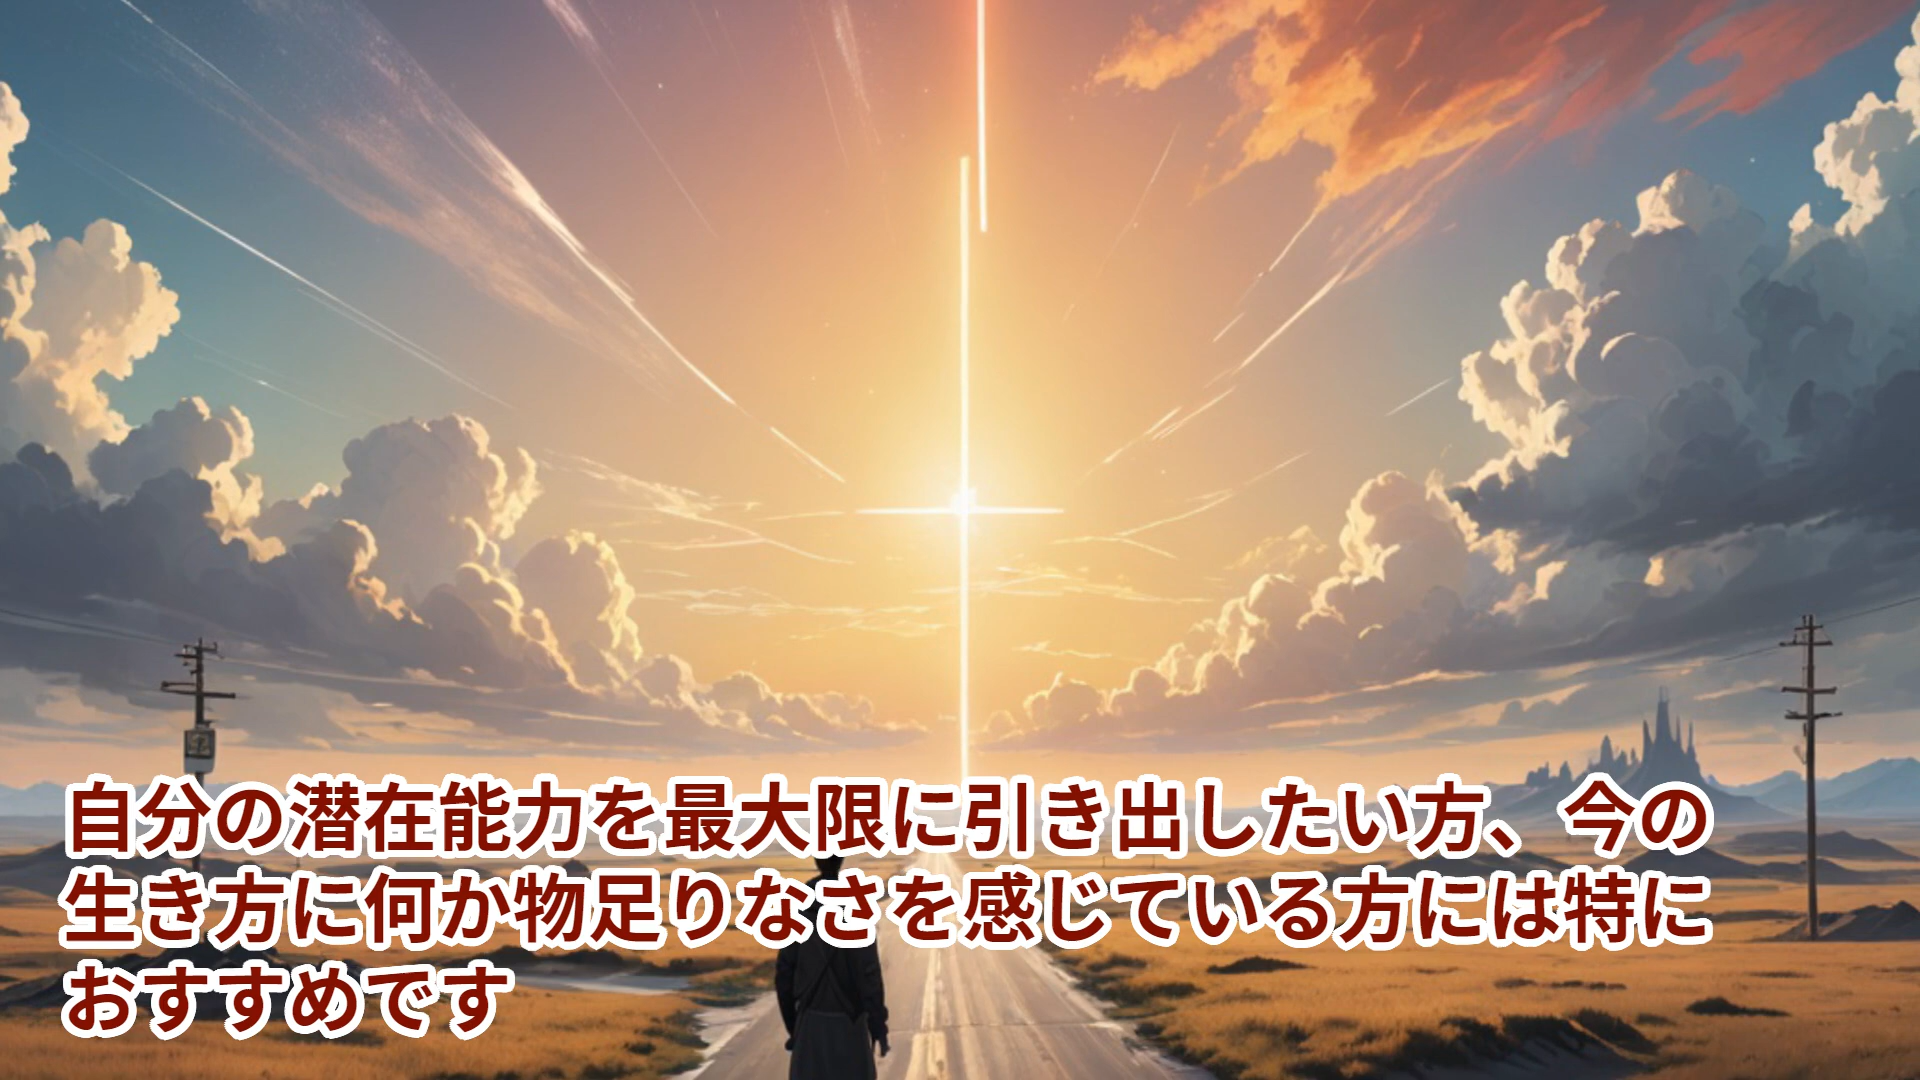 自分の潜在能力を最大限に引き出したい方、今の
生き方に何か物足りなさを感じている方には特に
おすすめです